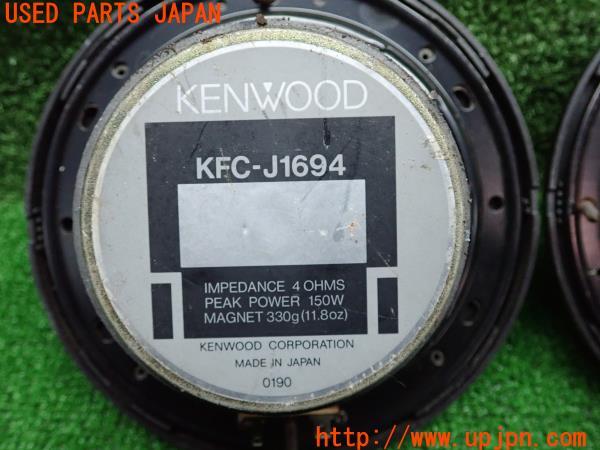 USED PARTS JAPAN
KENWOOD
KFC-J1694
IMPEDANCE 4 OHMS
PEAK POWER 150W
MAGNET 330g (11.8oz)
KENWOOD CORPORATION
MADE IN JAPAN
0190
http://www.upjpn.com